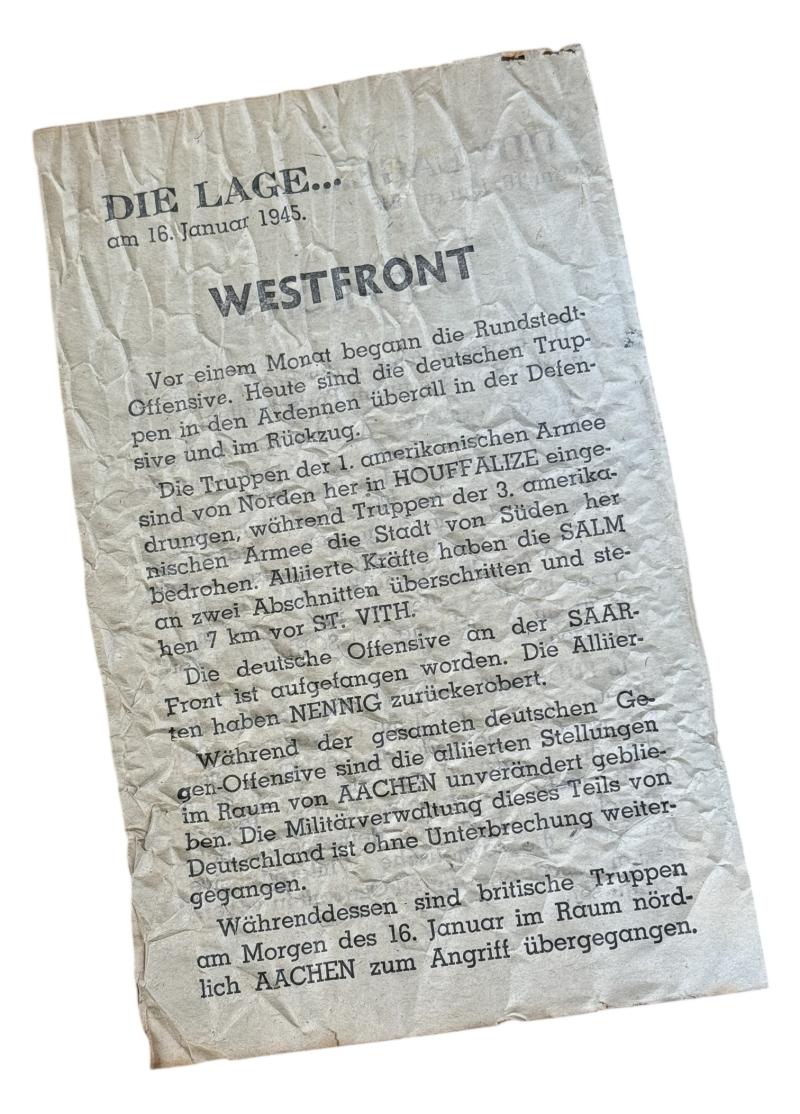 DIE LAGE...
am 16. Januar 1945.
WESTFRONT
Vor einem Monat begann die Rundstedt-
Offensive. Heute sind die deutschen Trup-
pen in den Ardennen überall in der Defen-
sive und im Rückzug.
Die Truppen der 1. amerikanischen Armee
sind von Norden her in HOUFFALIZE einge-
drungen, während Truppen der 3. amerika-
nischen Armee die Stadt von Süden her
bedrohen. Alliierte Kräfte haben die SALM
an zwei Abschnitten überschritten und ste-
hen 7 km vor ST. VITH.
Die deutsche Offensive an der SAAR-
Front ist aufgefangen worden. Die Alliier-
ten haben NENNIG zurückerobert.
Während der gesamten deutschen Ge-
gen-Offensive sind die alliierten Stellungen
im Raum von AACHEN unverändert geblie-
ben. Die Militärverwaltung dieses Teils von
Deutschland ist ohne Unterbrechung weiter-
gegangen.
Währenddessen sind britische Truppen
am Morgen des 16. Januar im Raum nörd-
lich AACHEN zum Angriff übergegangen.